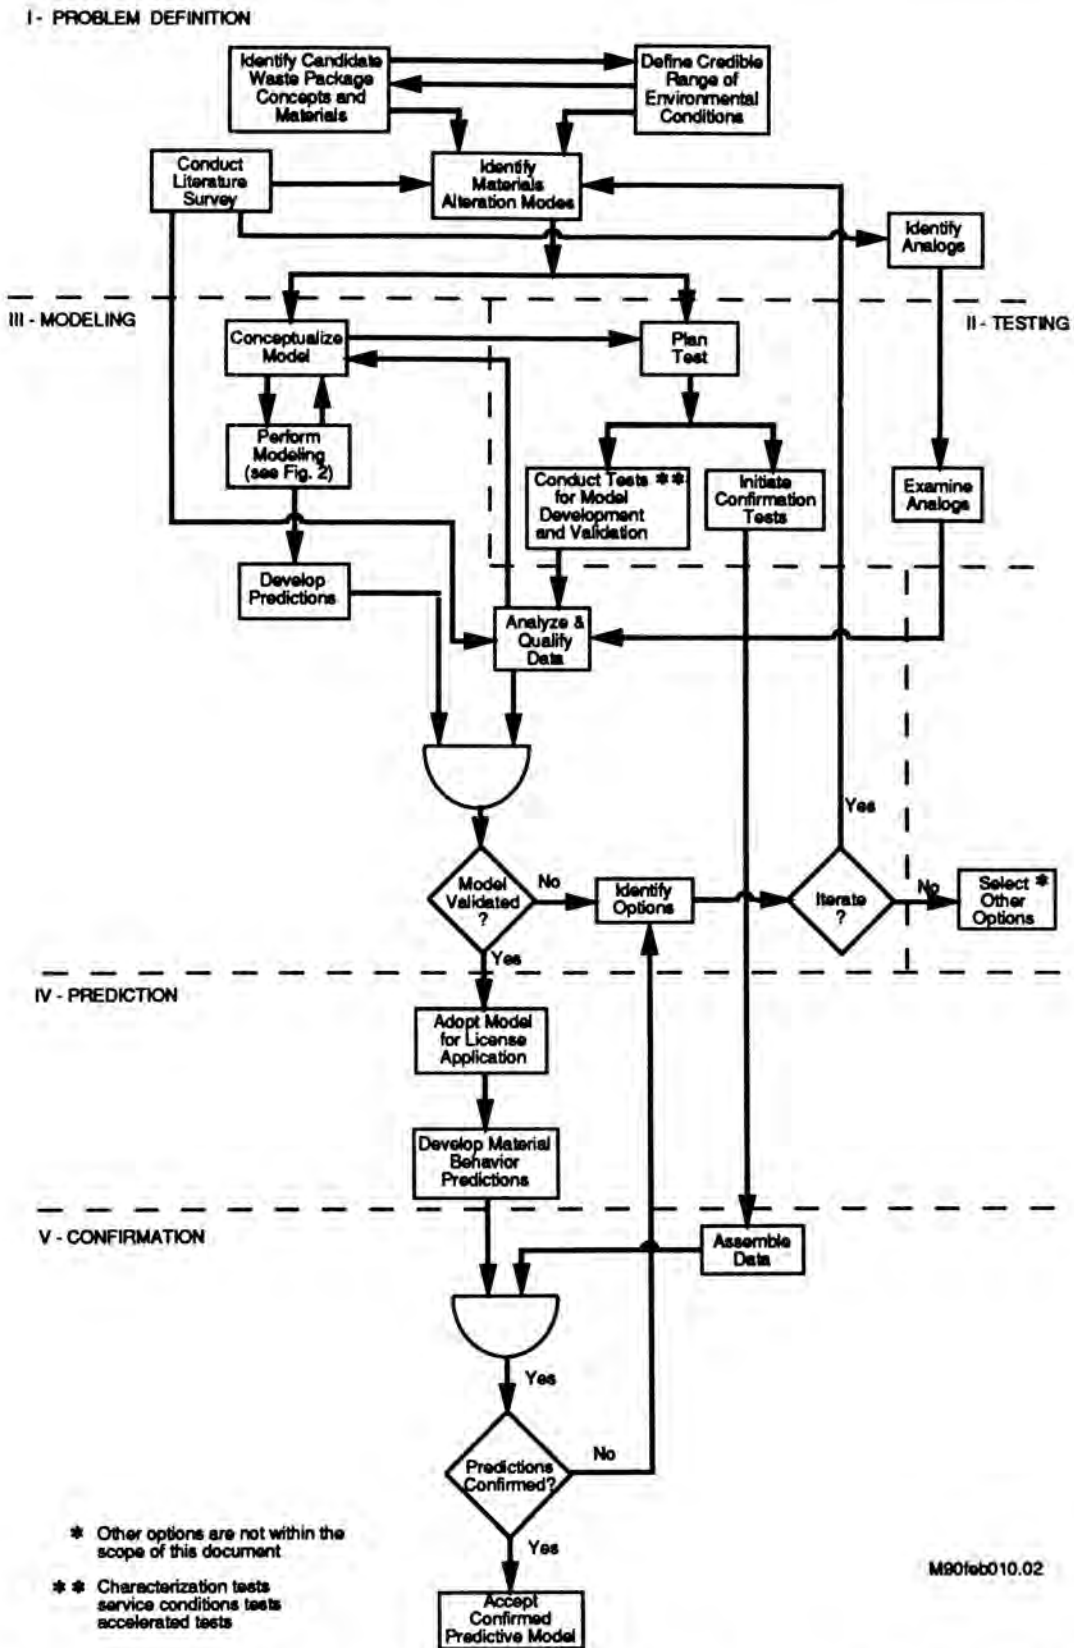 I - PROBLEM DEFINITION
Identify Candidate
Waste Package
Concepts and
Materials
Define Credible
Range of
Environmental
Conditions
Conduct
Literature
Survey
Identify
Materials
Alteration Modes
Identify
Analogs
III - MODELING
II - TESTING
Conceptualize
Model
Plan
Test
Perform
Modeling
(see Fig. 2)
Conduct Tests **
for Model
Development
and Validation
Initiate
Confirmation
Tests
Examine
Analogs
Develop
Predictions
Analyze &
Qualify
Data
Yes
Model
Validated
?
No
Identify
Options
Iterate
?
No
Select *
Other
Options
Yes
IV - PREDICTION
Adopt Model
for License
Application
Develop Material
Behavior
Predictions
V - CONFIRMATION
Assemble
Data
Yes
Predictions
Confirmed?
No
Yes
* Other options are not within the
scope of this document
** Characterization tests
service conditions tests
accelerated tests
Accept
Confirmed
Predictive Model
M90feb010.02